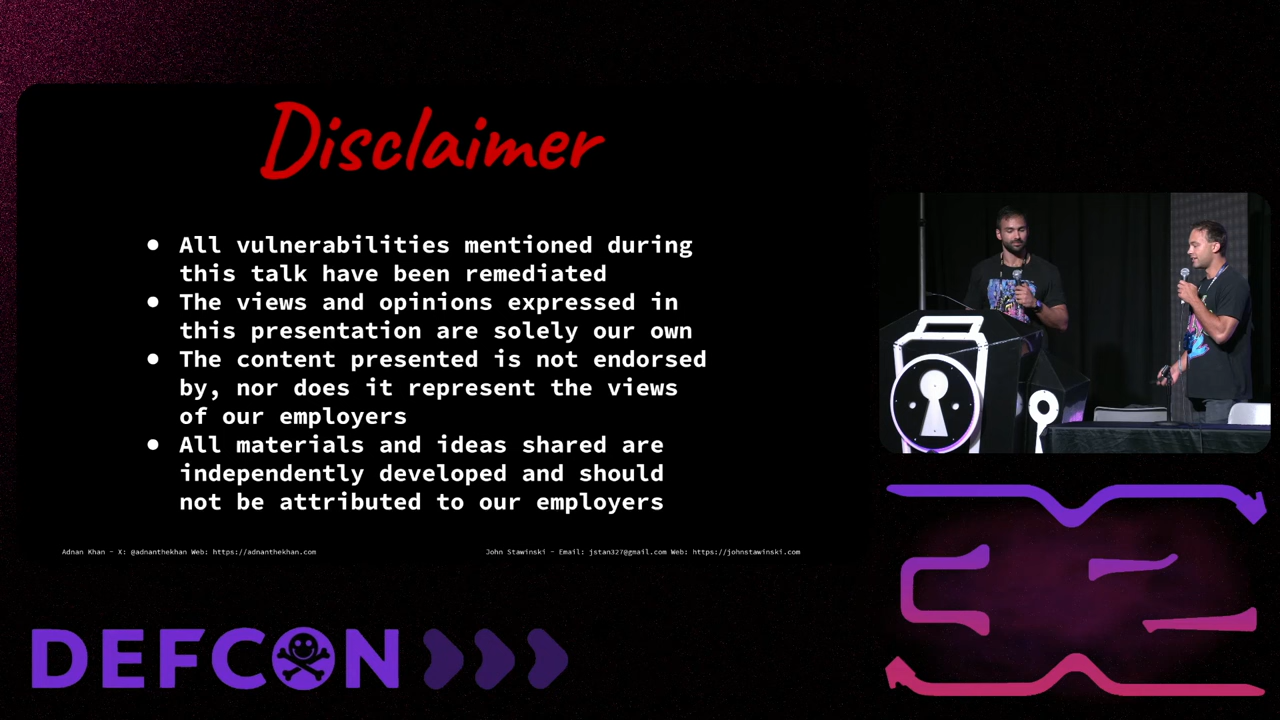 Disclaimer
● All vulnerabilities mentioned during
this talk have been remediated
● The views and opinions expressed in
this presentation are solely our own
● The content presented is not endorsed
by, nor does it represent the views
of our employers
● All materials and ideas shared are
independently developed and should
not be attributed to our employers
Adnan Khan - X: @adnanthekhan Web: https://adnanthekhan.com
John Stawinski - Email: jstan327@gmail.com Web: https://johnstawinski.com
DEFCON